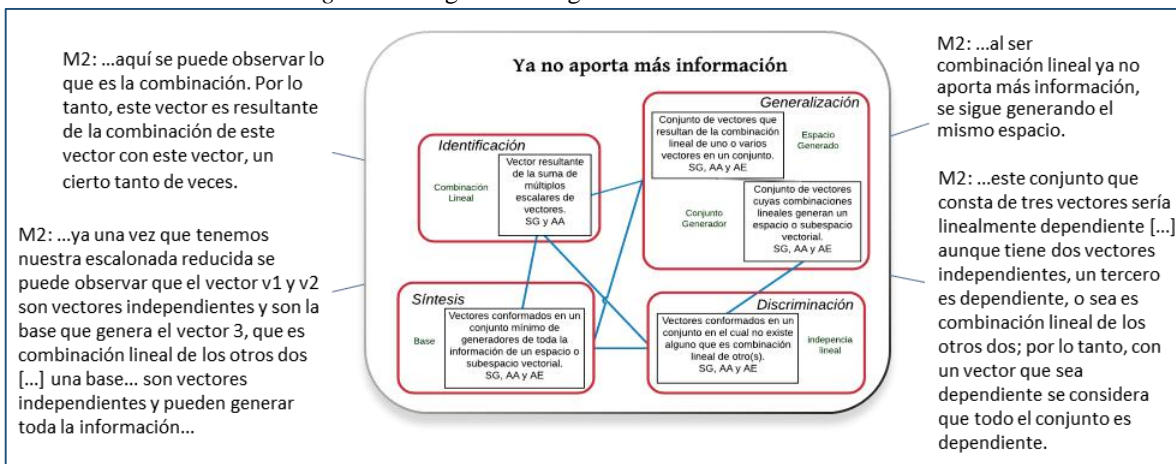 M2: ...aquí se puede observar lo
que es la combinación. Por lo
tanto, este vector es resultante
de la combinación de este
vector con este vector, un
cierto tanto de veces.
M2: ...ya una vez que tenemos
nuestra escalonada reducida se
puede observar que el vector v1 y v2
son vectores independientes y son la
base que genera el vector 3, que es
combinación lineal de los otros dos
[...] una base... son vectores
independientes y pueden generar
toda la información...
Ya no aporta más información
Identificación
Combinación
Lineal
Vector resultante
de la suma de
múltiplos
escalares de
vectores.
SG y AA
Generalización
Conjunto de vectores que
resultan de la combinación
lineal de uno o varios
vectores en un conjunto.
SG, AA y AE
Espacio
Generado
Conjunto
Generador
Conjunto de vectores
cuyas combinaciones
lineales generan un
espacio o subespacio
vectorial.
SG, AA y AE
Síntesis
Base
Vectores conformados en un
conjunto mínimo de
generadores de toda la
información de un espacio o
subespacio vectorial.
SG, AA y AE
Discriminación
Vectores conformados en un
conjunto en el cual no existe
alguno que es combinación
lineal de otro(s).
SG, AA y AE
indepencia
lineal
M2: ...al ser
combinación lineal ya no
aporta más información,
se sigue generando el
mismo espacio.
M2: ...este conjunto que
consta de tres vectores sería
linealmente dependiente [...]
aunque tiene dos vectores
independientes, un tercero
es dependiente, o sea es
combinación lineal de los
otros dos; por lo tanto, con
un vector que sea
dependiente se considera
que todo el conjunto es
dependiente.